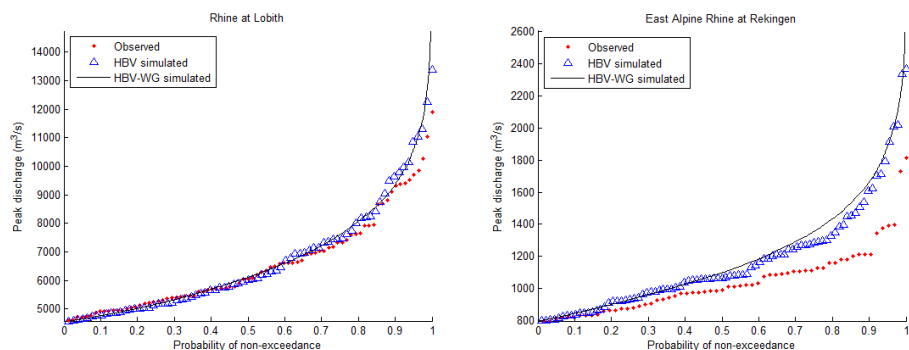 Rhine at Lobith
Observed
HBV simulated
HBV-WG simulated
14000
13000
12000
11000
10000
9000
8000
7000
6000
5000
Peak discharge (m³/s)
0 0.1 0.2 0.3 0.4 0.5 0.6 0.7 0.8 0.9 1
Probability of non-exceedance
East Alpine Rhine at Rekingen
Observed
HBV simulated
HBV-WG simulated
2600
2400
2200
2000
1800
1600
1400
1200
1000
800
Peak discharge (m³/s)
0 0.1 0.2 0.3 0.4 0.5 0.6 0.7 0.8 0.9 1
Probability of non-exceedance